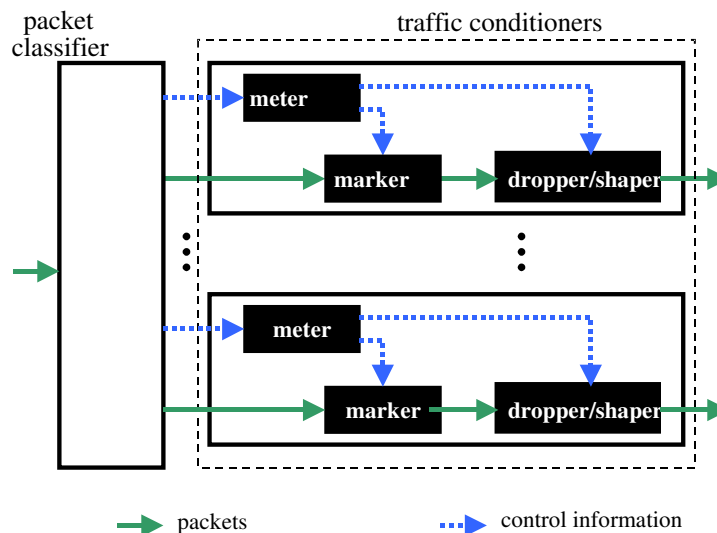 packet
classifier
traffic conditioners
meter
marker
dropper/shaper
meter
marker
dropper/shaper
packets
control information